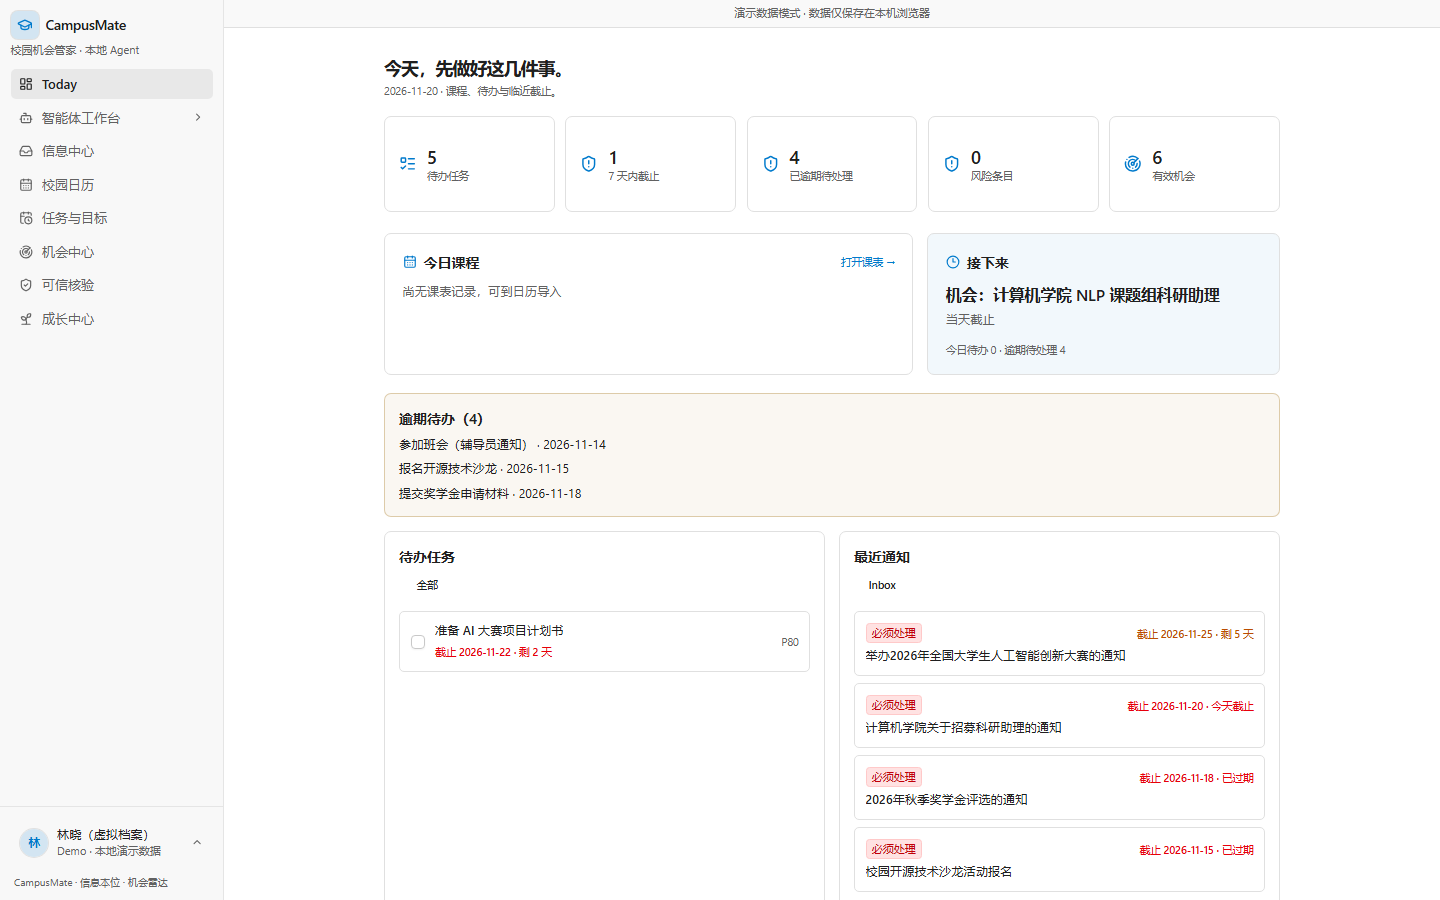 CampusMate
校园机会管家 · 本地 Agent
Today
智能体工作台
信息中心
校园日历
任务与目标
机会中心
可信核验
成长中心
林
林晓（虚拟档案）
Demo · 本地演示数据
CampusMate · 信息本位 · 机会雷达
演示数据模式 · 数据仅保存在本机浏览器
今天，先做好这几件事。
2026-11-20 · 课程、待办与临近截止。
5
待办任务
1
7 天内截止
4
已逾期待处理
0
风险条目
6
有效机会
今日课程
打开课表 →
尚无课表记录，可到日历导入
接下来
机会：计算机学院 NLP 课题组科研助理
当天截止
今日待办 0 · 逾期待处理 4
逾期待办（4）
参加班会（辅导员通知） · 2026-11-14
报名开源技术沙龙 · 2026-11-15
提交奖学金申请材料 · 2026-11-18
待办任务
全部
准备 AI 大赛项目计划书
截止 2026-11-22 · 剩 2 天
P80
最近通知
Inbox
必须处理
截止 2026-11-25 · 剩 5 天
举办2026年全国大学生人工智能创新大赛的通知
必须处理
截止 2026-11-20 · 今天截止
计算机学院关于招募科研助理的通知
必须处理
截止 2026-11-18 · 已过期
2026年秋季奖学金评选的通知
必须处理
截止 2026-11-15 · 已过期
校园开源技术沙龙活动报名